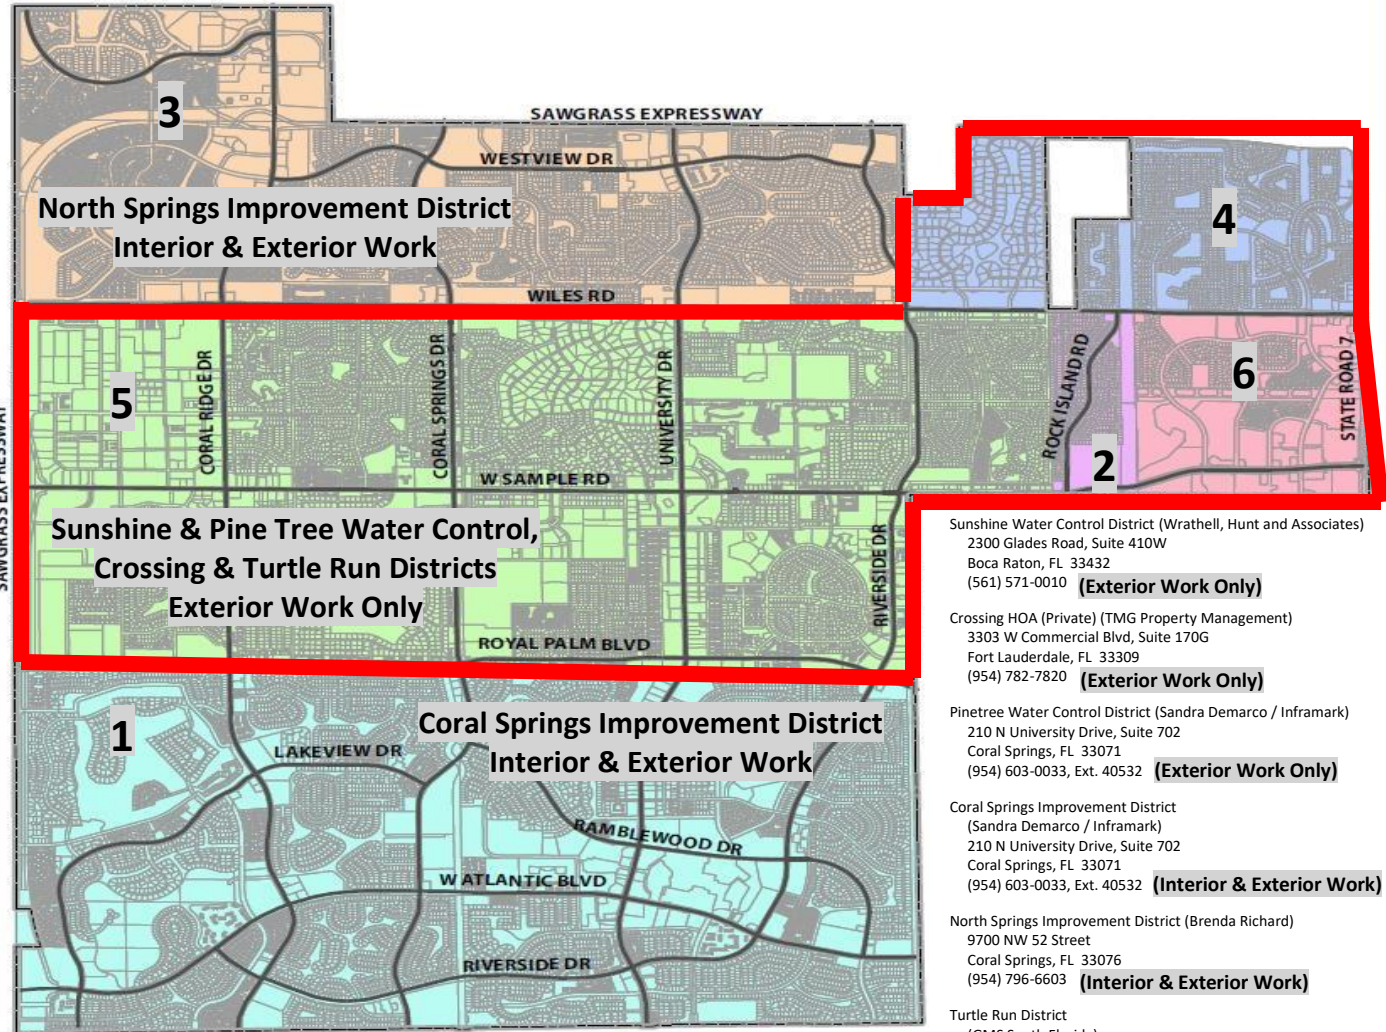 3
SAWGRASS EXPRESSWAY
WESTVIEW DR
North Springs Improvement District
Interior & Exterior Work
4
WILES RD
5
CORAL RIDGE DR
CORAL SPRINGS DR
UNIVERSITY DR
ROCK ISLAND RD
6
STATE ROAD 7
2
SAWGRASS EXPRESSWAY
W SAMPLE RD
Sunshine & Pine Tree Water Control,
Crossing & Turtle Run Districts
Exterior Work Only
RIVERSIDE DR
ROYAL PALM BLVD
1
Coral Springs Improvement District
Interior & Exterior Work
LAKEVIEW DR
RAMBLEWOOD DR
W ATLANTIC BLVD
RIVERSIDE DR
Sunshine Water Control District (Wrathell, Hunt and Associates)
2300 Glades Road, Suite 410W
Boca Raton, FL 33432
(561) 571-0010 (Exterior Work Only)
Crossing HOA (Private) (TMG Property Management)
3303 W Commercial Blvd, Suite 170G
Fort Lauderdale, FL 33309
(954) 782-7820 (Exterior Work Only)
Pinetree Water Control District (Sandra Demarco / Inframark)
210 N University Drive, Suite 702
Coral Springs, FL 33071
(954) 603-0033, Ext. 40532 (Exterior Work Only)
Coral Springs Improvement District
(Sandra Demarco / Inframark)
210 N University Drive, Suite 702
Coral Springs, FL 33071
(954) 603-0033, Ext. 40532 (Interior & Exterior Work)
North Springs Improvement District (Brenda Richard)
9700 NW 52 Street
Coral Springs, FL 33076
(954) 796-6603 (Interior & Exterior Work)
Turtle Run District
(GMS South Florida)